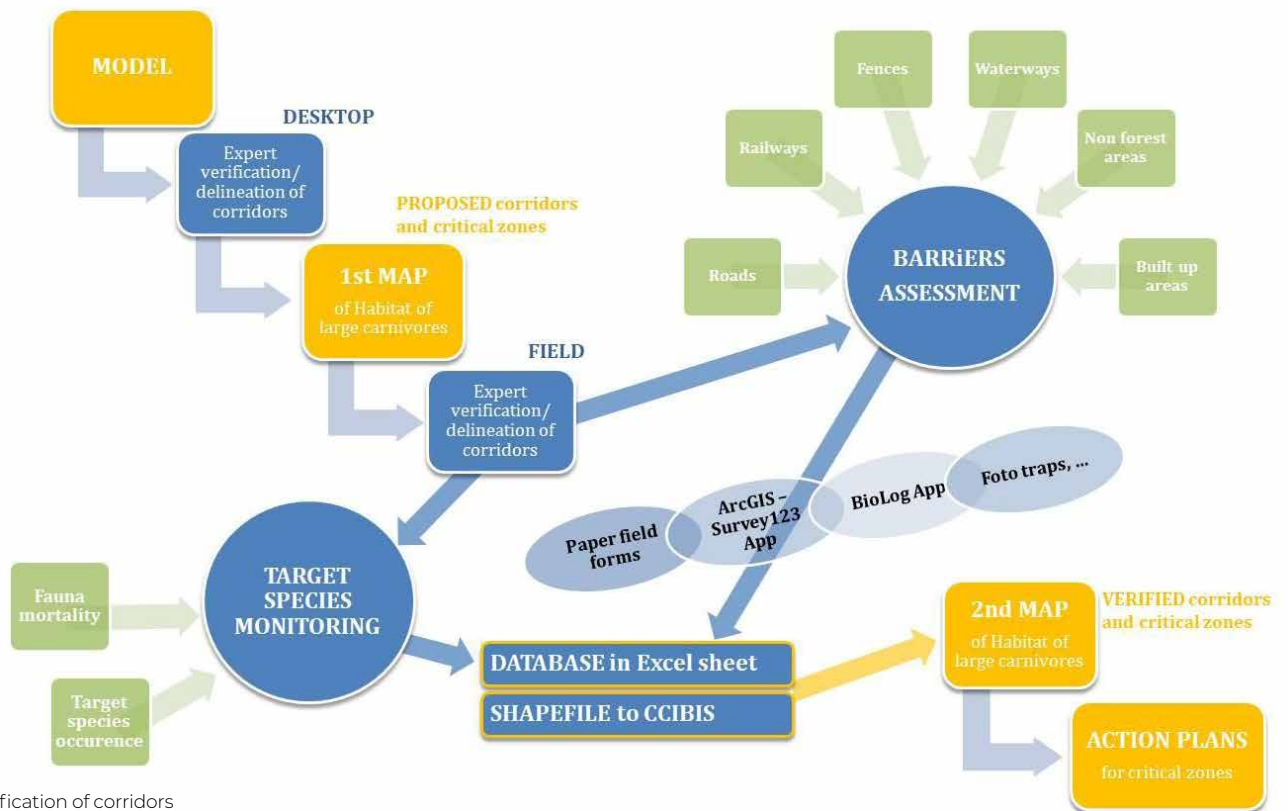 MODEL
DESKTOP
Expert
verification/
delineation of
corridors
PROPOSED corridors
and critical zones
1st MAP
of Habitat of
large carnivores
FIELD
Expert
verification/
delineation of
corridors
Fences
Waterways
Railways
Non forest
areas
Roads
Built up
areas
BARRiERS
ASSESSMENT
Paper field
forms
ArcGIS –
Survey123
App
BioLog App
Foto traps, ...
Fauna
mortality
Target
species
occurence
TARGET
SPECIES
MONITORING
DATABASE in Excel sheet
SHAPEFILE to CCIBIS
2nd MAP
of Habitat of
large carnivores
VERIFIED corridors
and critical zones
ACTION PLANS
for critical zones
fication of corridors